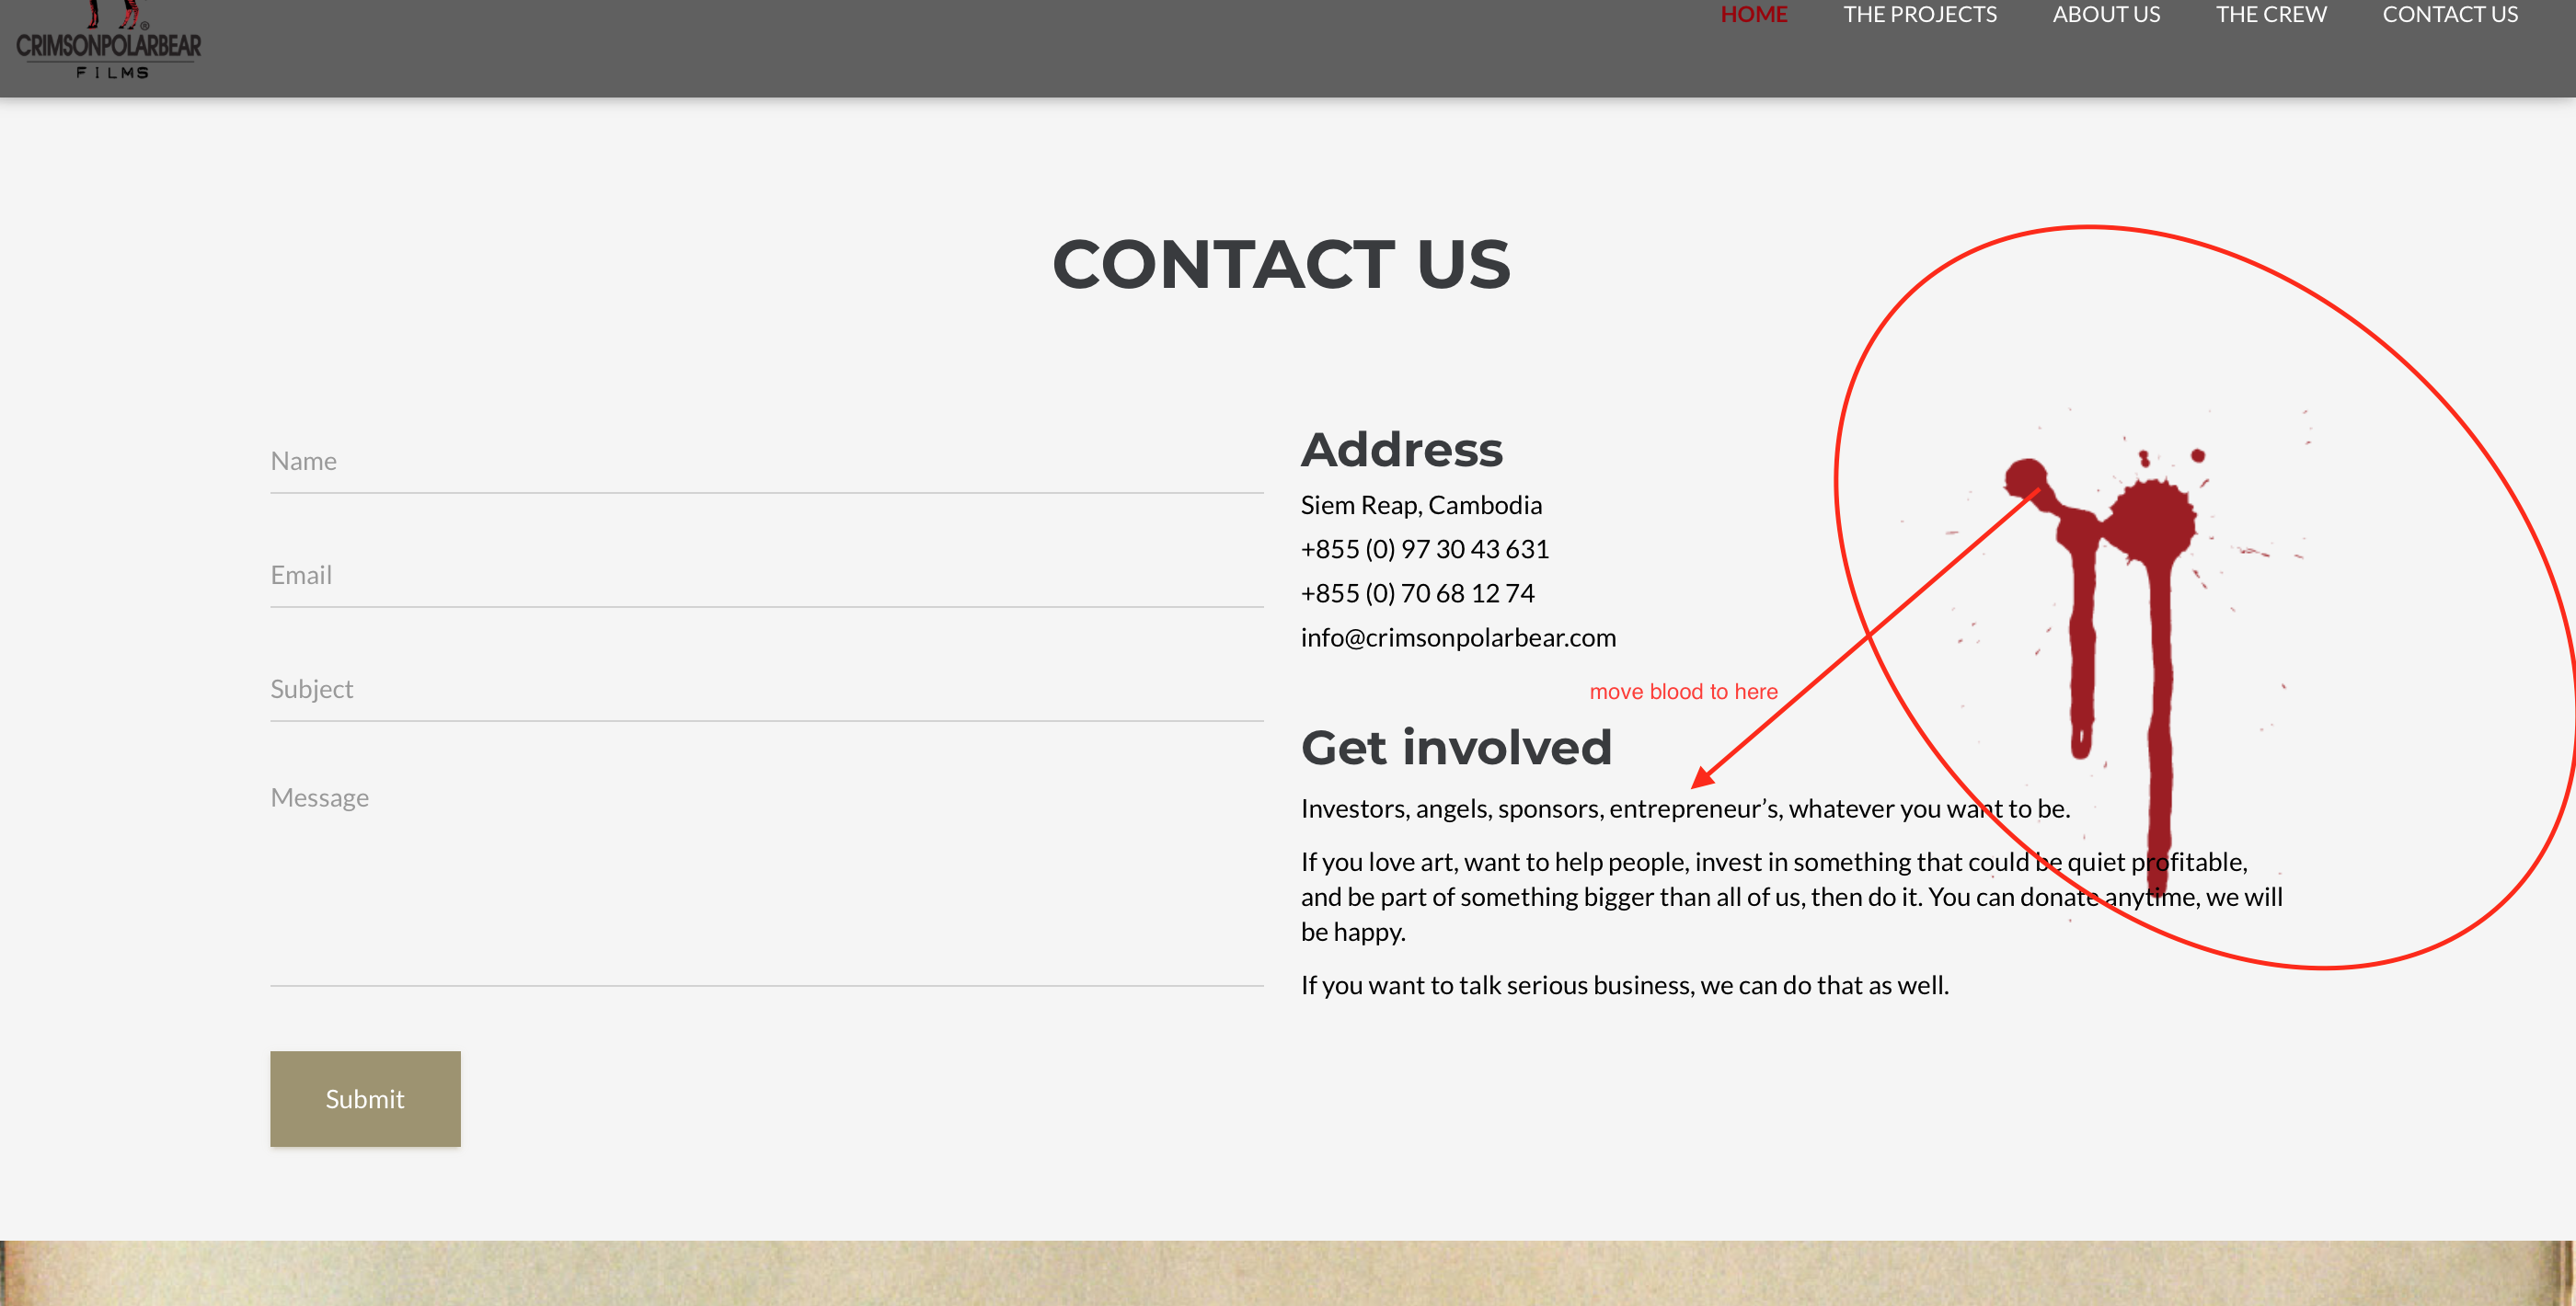 CRIMSONPOLARBEAR
FILMS
HOME THE PROJECTS ABOUT US THE CREW CONTACT US
CONTACT US
Name
Email
Subject
Message
Submit
Address
Siem Reap, Cambodia
+855 (0) 97 30 43 631
+855 (0) 70 68 12 74
info@crimsonpolarbear.com
move blood to here
Get involved
Investors, angels, sponsors, entrepreneur’s, whatever you want to be.
If you love art, want to help people, invest in something that could be quiet profitable,
and be part of something bigger than all of us, then do it. You can donate anytime, we will
be happy.
If you want to talk serious business, we can do that as well.